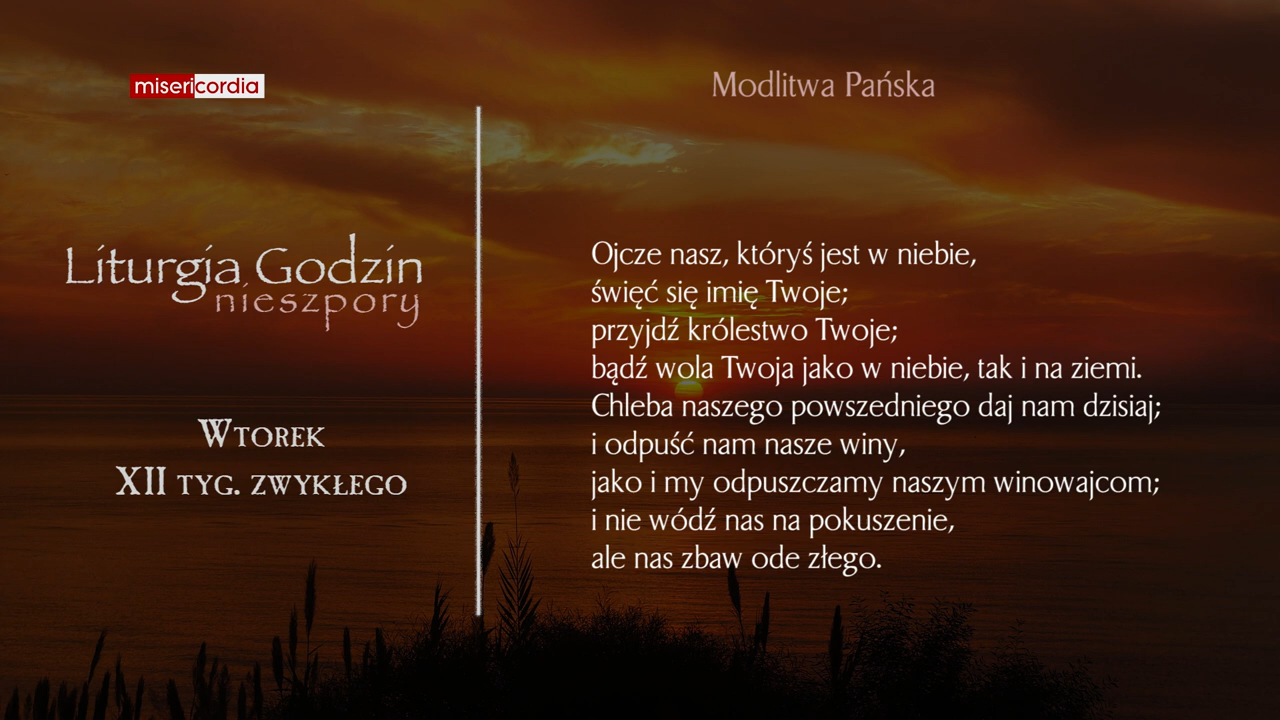 misericordia
Modlitwa Pańska
Liturgia Godzin
nieszpory
Wtorek
XII tyg. zwykłego
Ojcze nasz, któryś jest w niebie,
święć się imię Twoje;
przyjdź królestwo Twoje;
bądź wola Twoja jako w niebie, tak i na ziemi.
Chleba naszego powszedniego daj nam dzisiaj;
i odpuść nam nasze winy,
jako i my odpuszczamy naszym winowajcom;
i nie wódź nas na pokuszenie,
ale nas zbaw ode złego.